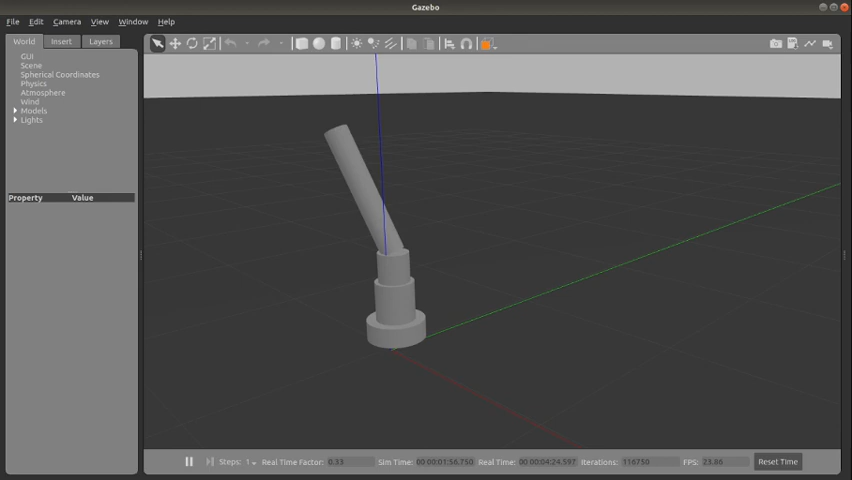 Gazebo
File Edit Camera View Window Help
World Insert Layers
GUI
Scene
Spherical Coordinates
Physics
Atmosphere
Wind
Models
Lights
Property Value
Steps: 1 Real Time Factor: 0.33 Sim Time: 00 00:01:56.750 Real Time: 00 00:04:24.597 Iterations: 116750 FPS: 23.86 Reset Time